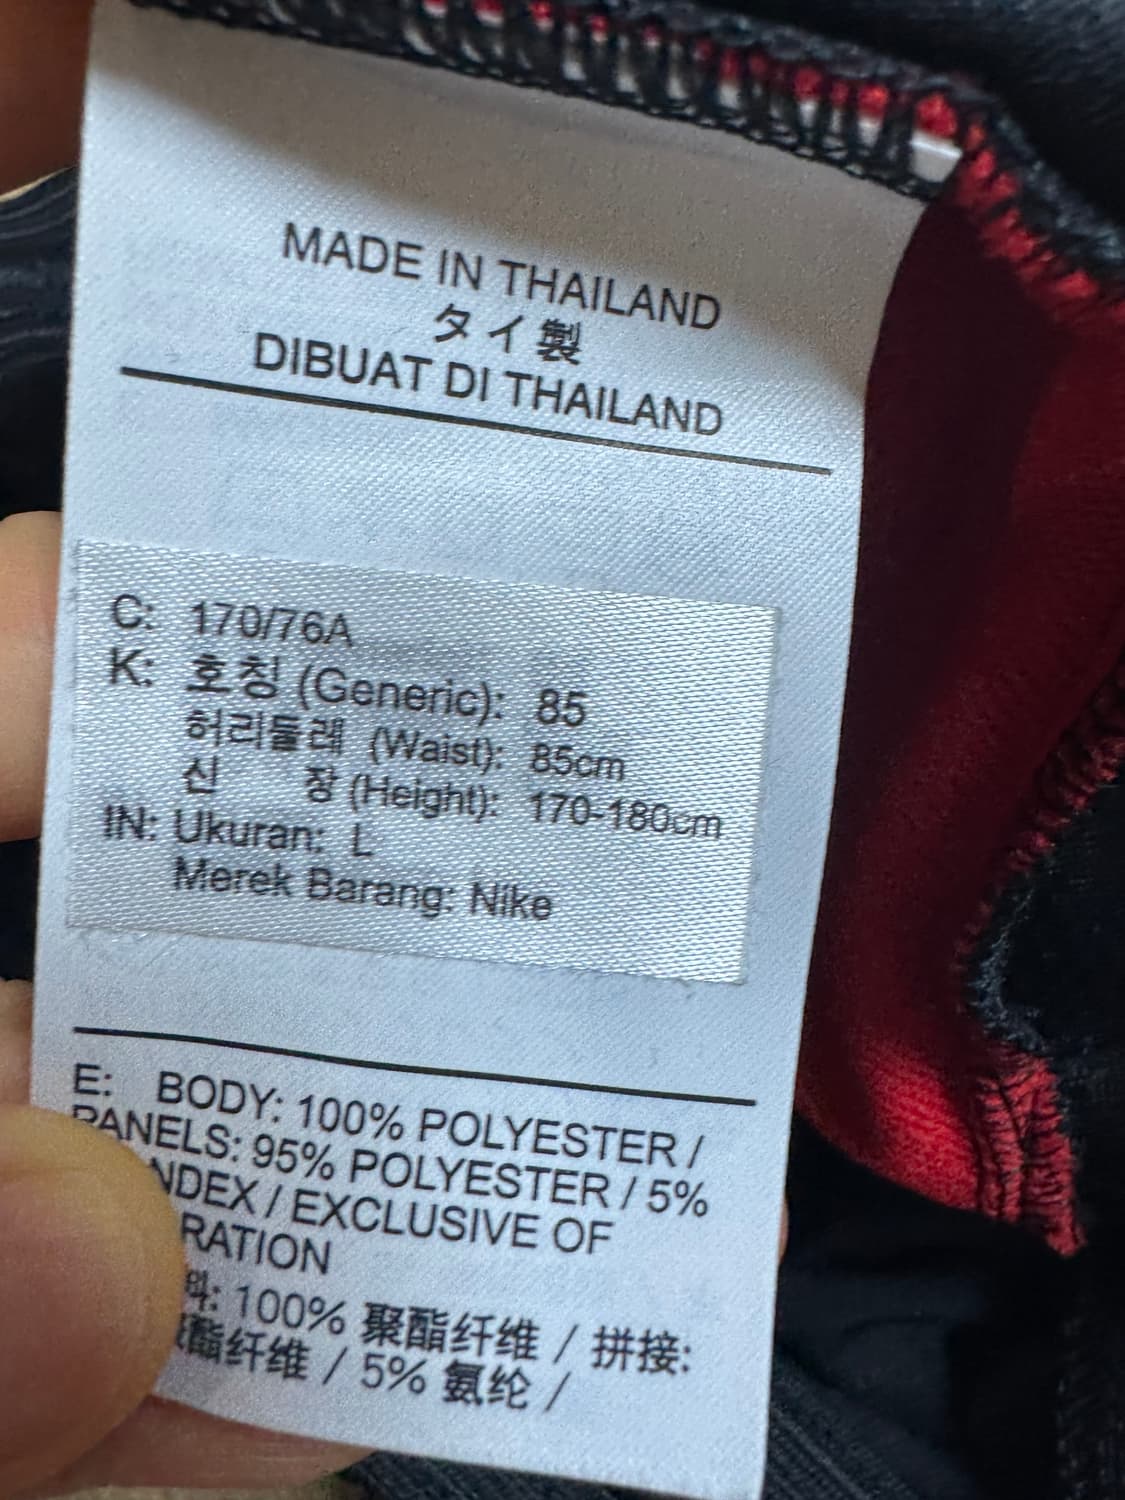 MADE IN THAILAND
タイ製
DIBUAT DI THAILAND
C: 170/76A
K: 호칭 (Generic): 85
허리둘레 (Waist): 85cm
신 장 (Height): 170-180cm
IN: Ukuran: L
Merek Barang: Nike
E: BODY: 100% POLYESTER /
PANELS: 95% POLYESTER / 5%
NDEX / EXCLUSIVE OF
RATION
料: 100% 聚酯纤维 / 拼接:
酯纤维 / 5% 氨纶 /